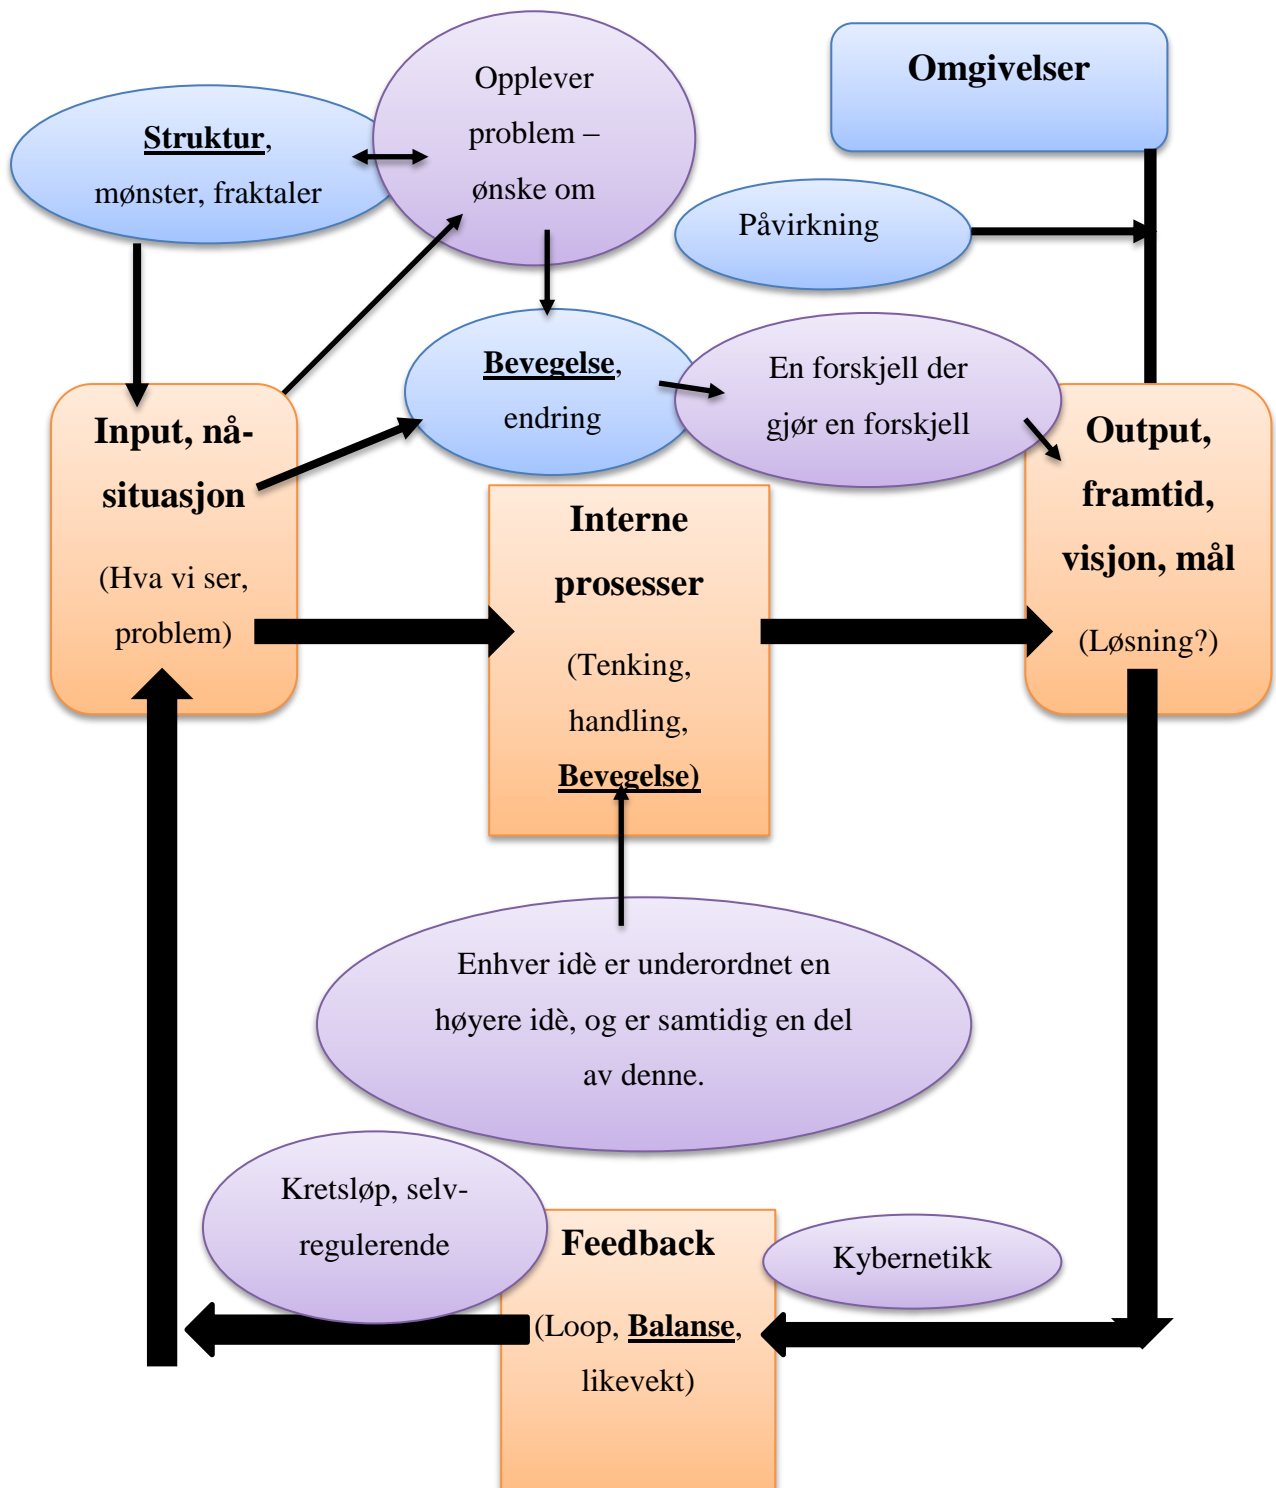 Opplever
problem –
ønske om
Omgivelser
Struktur,
mønster, fraktaler
Påvirkning
Bevegelse,
endring
En forskjell der
gjør en forskjell
Input, nå-
situasjon
(Hva vi ser,
problem)
Interne
prosesser
(Tenking,
handling,
Bevegelse)
Output,
framtid,
visjon, mål
(Løsning?)
Enhver idè er underordnet en
høyere idè, og er samtidig en del
av denne.
Kretsløp, selv-
regulerende
Feedback
(Loop, Balanse,
likevekt)
Kybernetikk